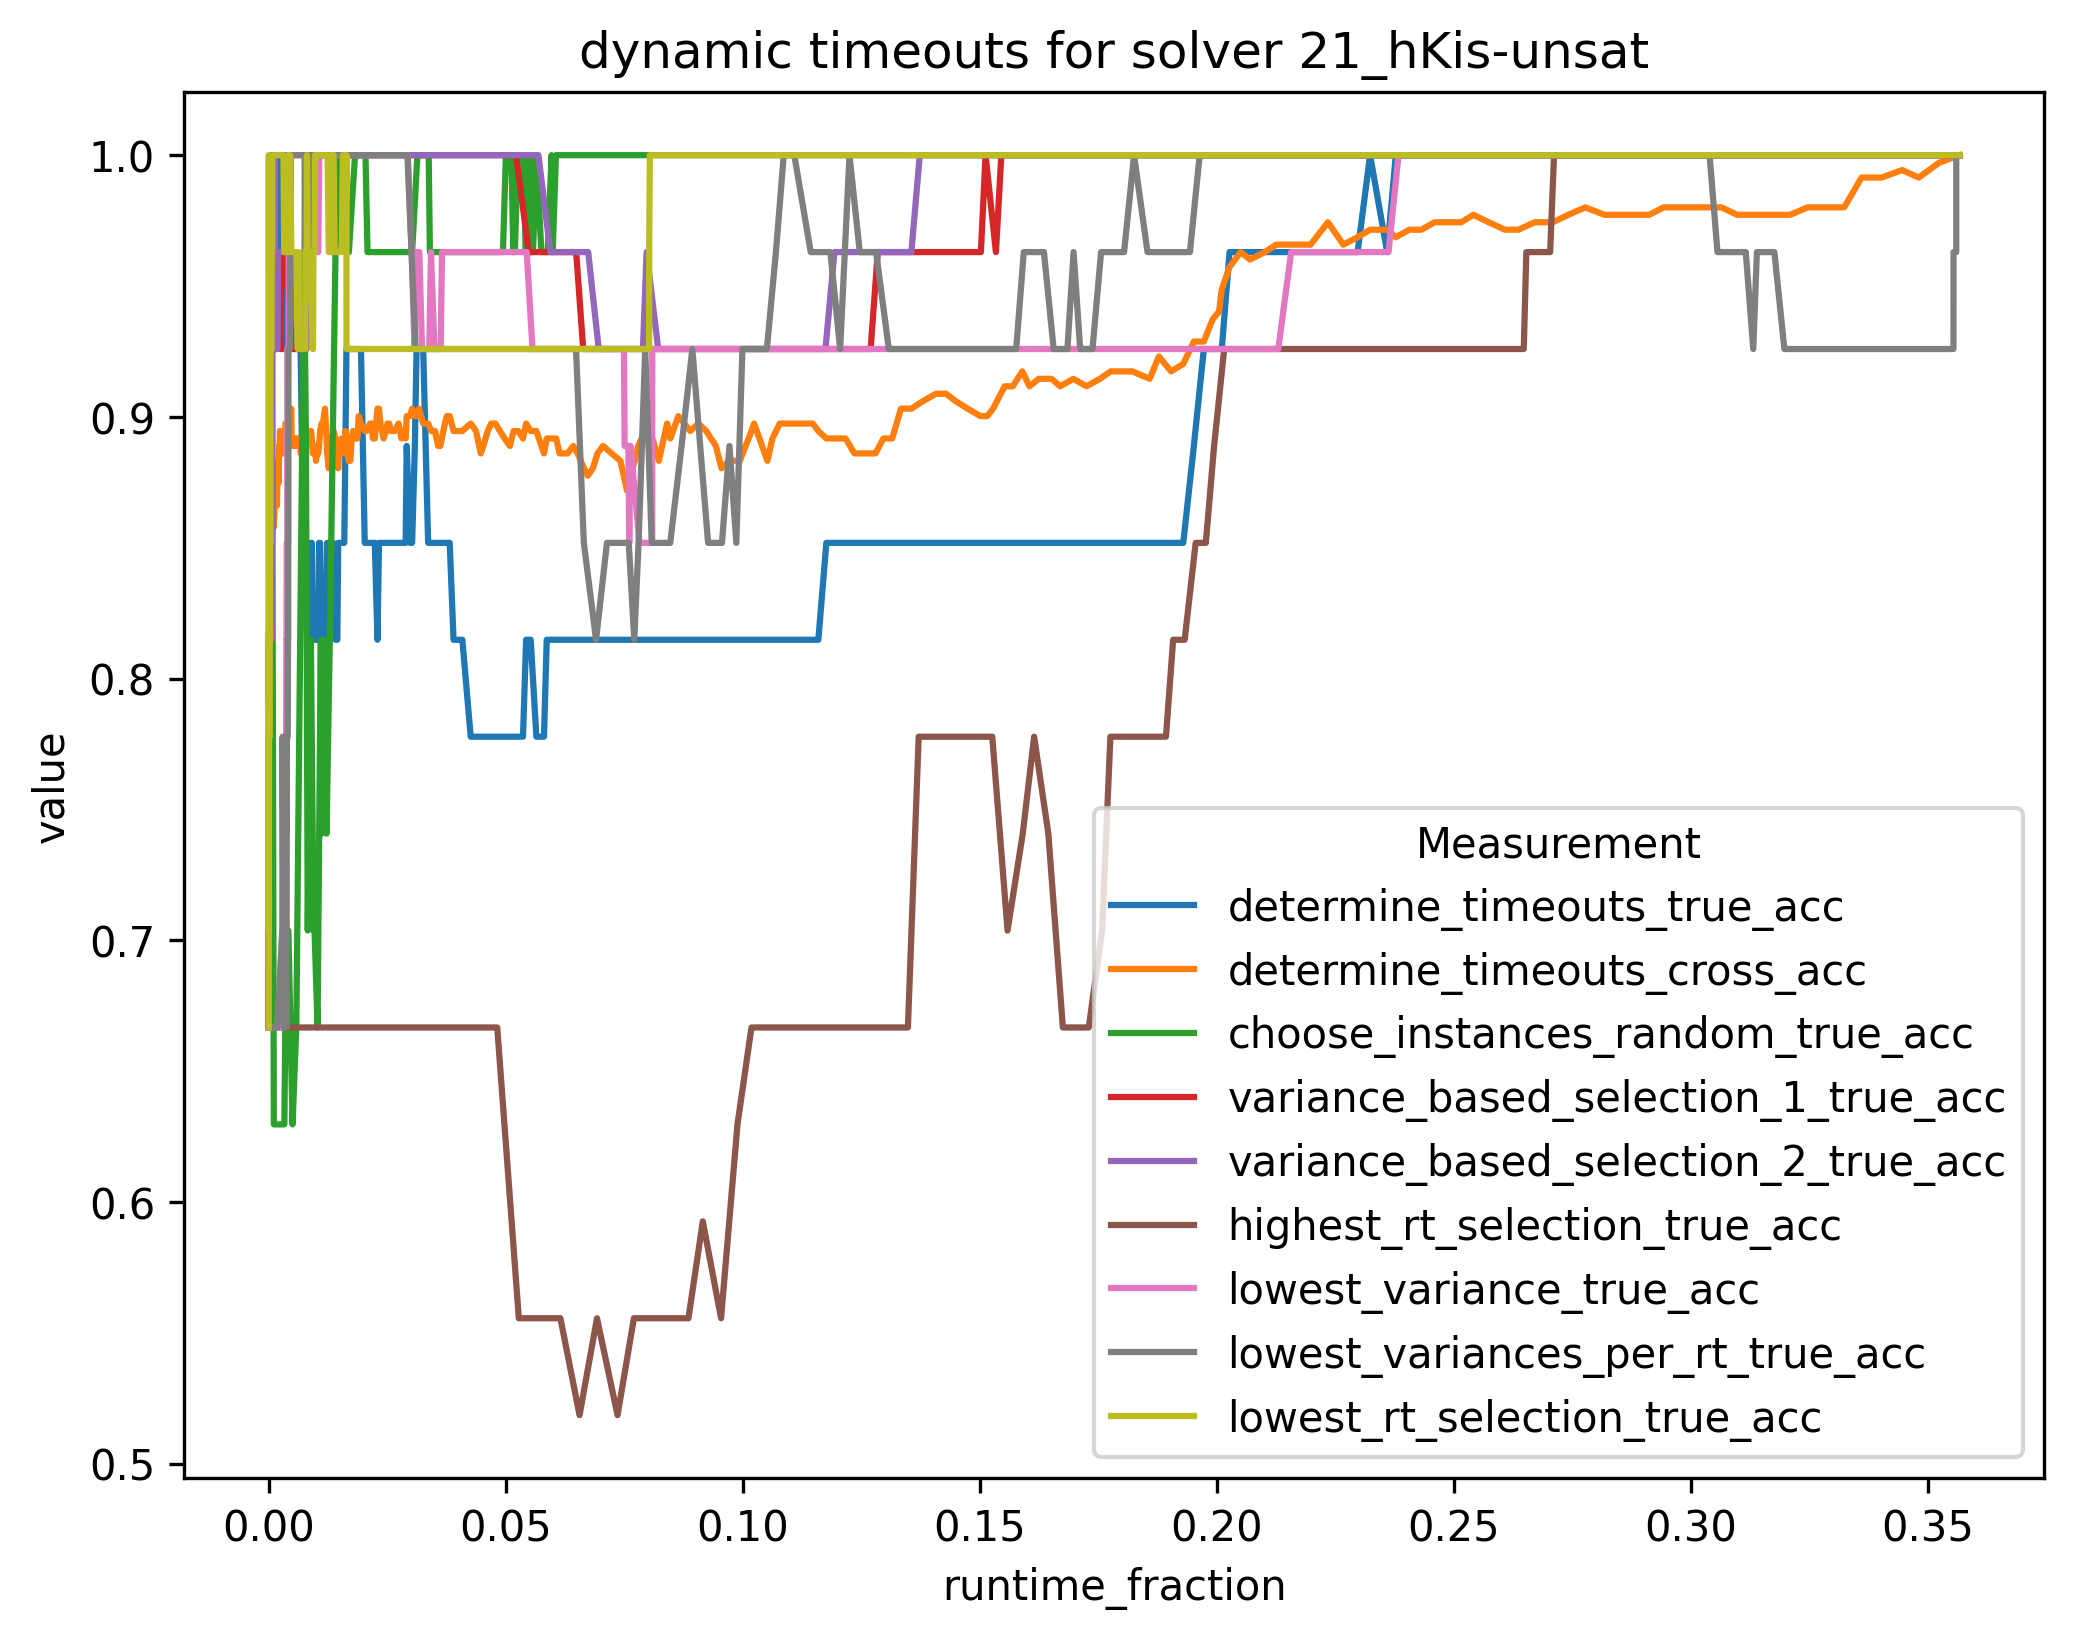 dynamic timeouts for solver 21_hKis-unsat
1.0
0.9
0.8
0.7
0.6
0.5
value
0.00 0.05 0.10 0.15 0.20 0.25 0.30 0.35
runtime_fraction
Measurement
determine_timeouts_true_acc
determine_timeouts_cross_acc
choose_instances_random_true_acc
variance_based_selection_1_true_acc
variance_based_selection_2_true_acc
highest_rt_selection_true_acc
lowest_variance_true_acc
lowest_variances_per_rt_true_acc
lowest_rt_selection_true_acc